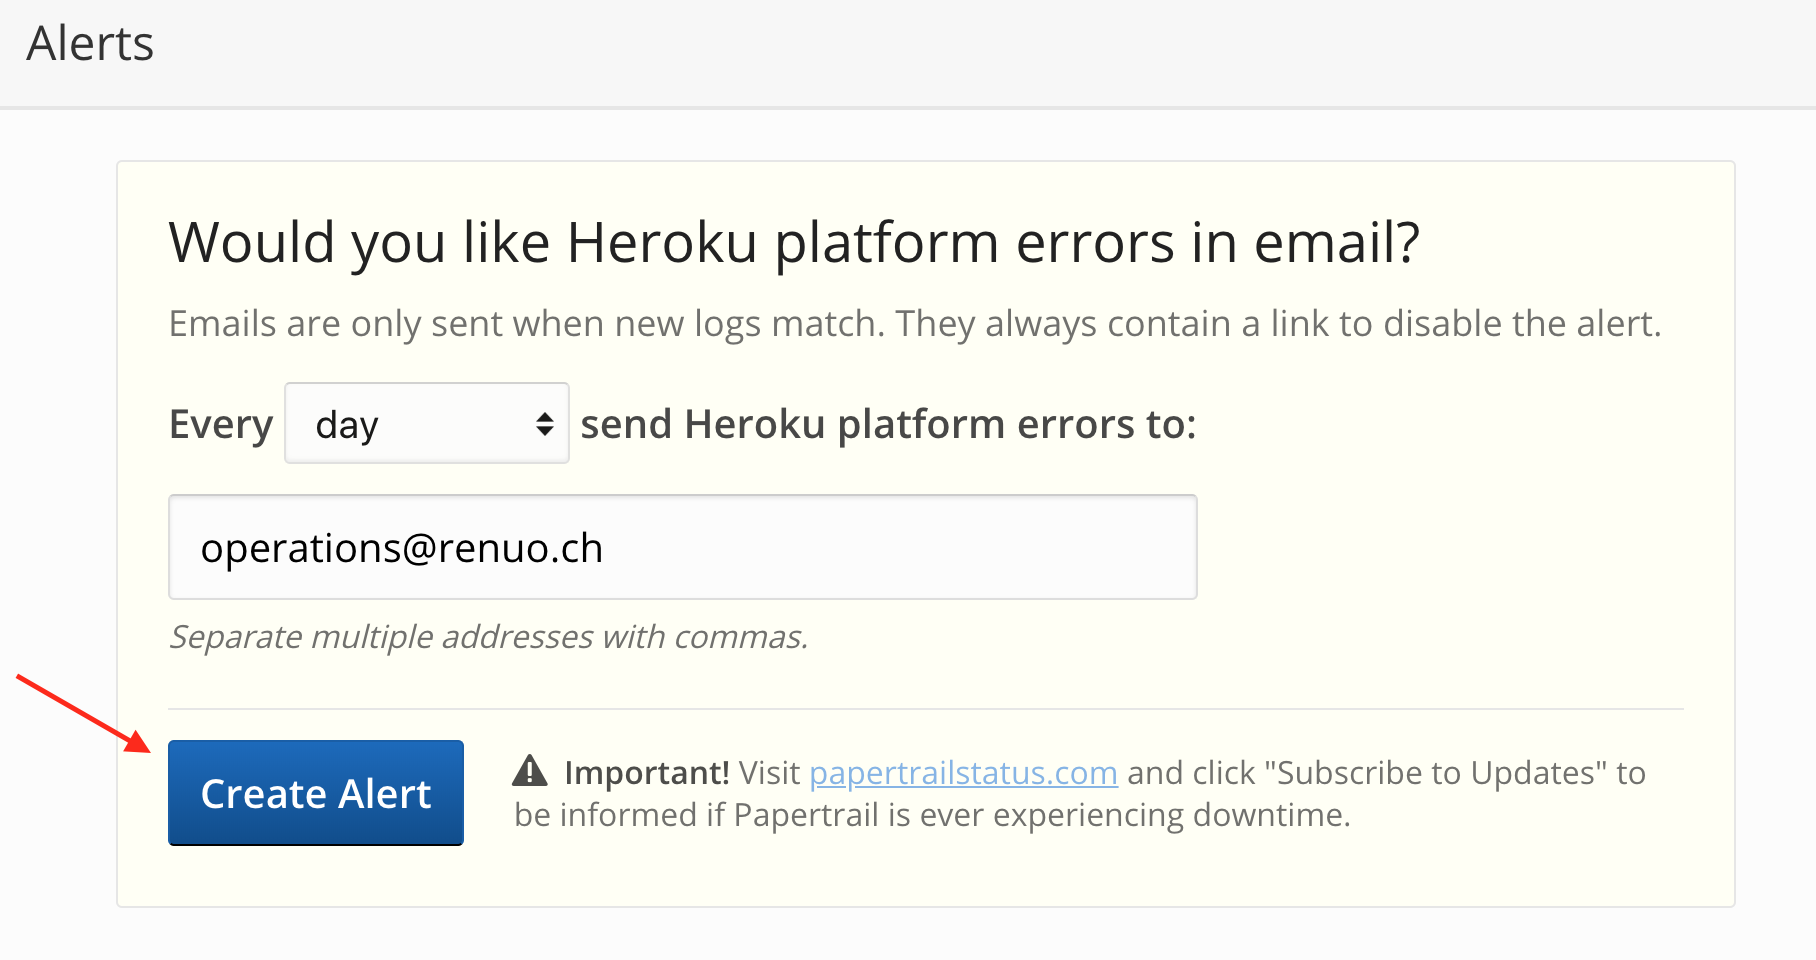 Alerts
Would you like Heroku platform errors in email?
Emails are only sent when new logs match. They always contain a link to disable the alert.
Every day send Heroku platform errors to:
operations@renuo.ch
Separate multiple addresses with commas.
Create Alert
Important! Visit papertrailstatus.com and click "Subscribe to Updates" to
be informed if Papertrail is ever experiencing downtime.